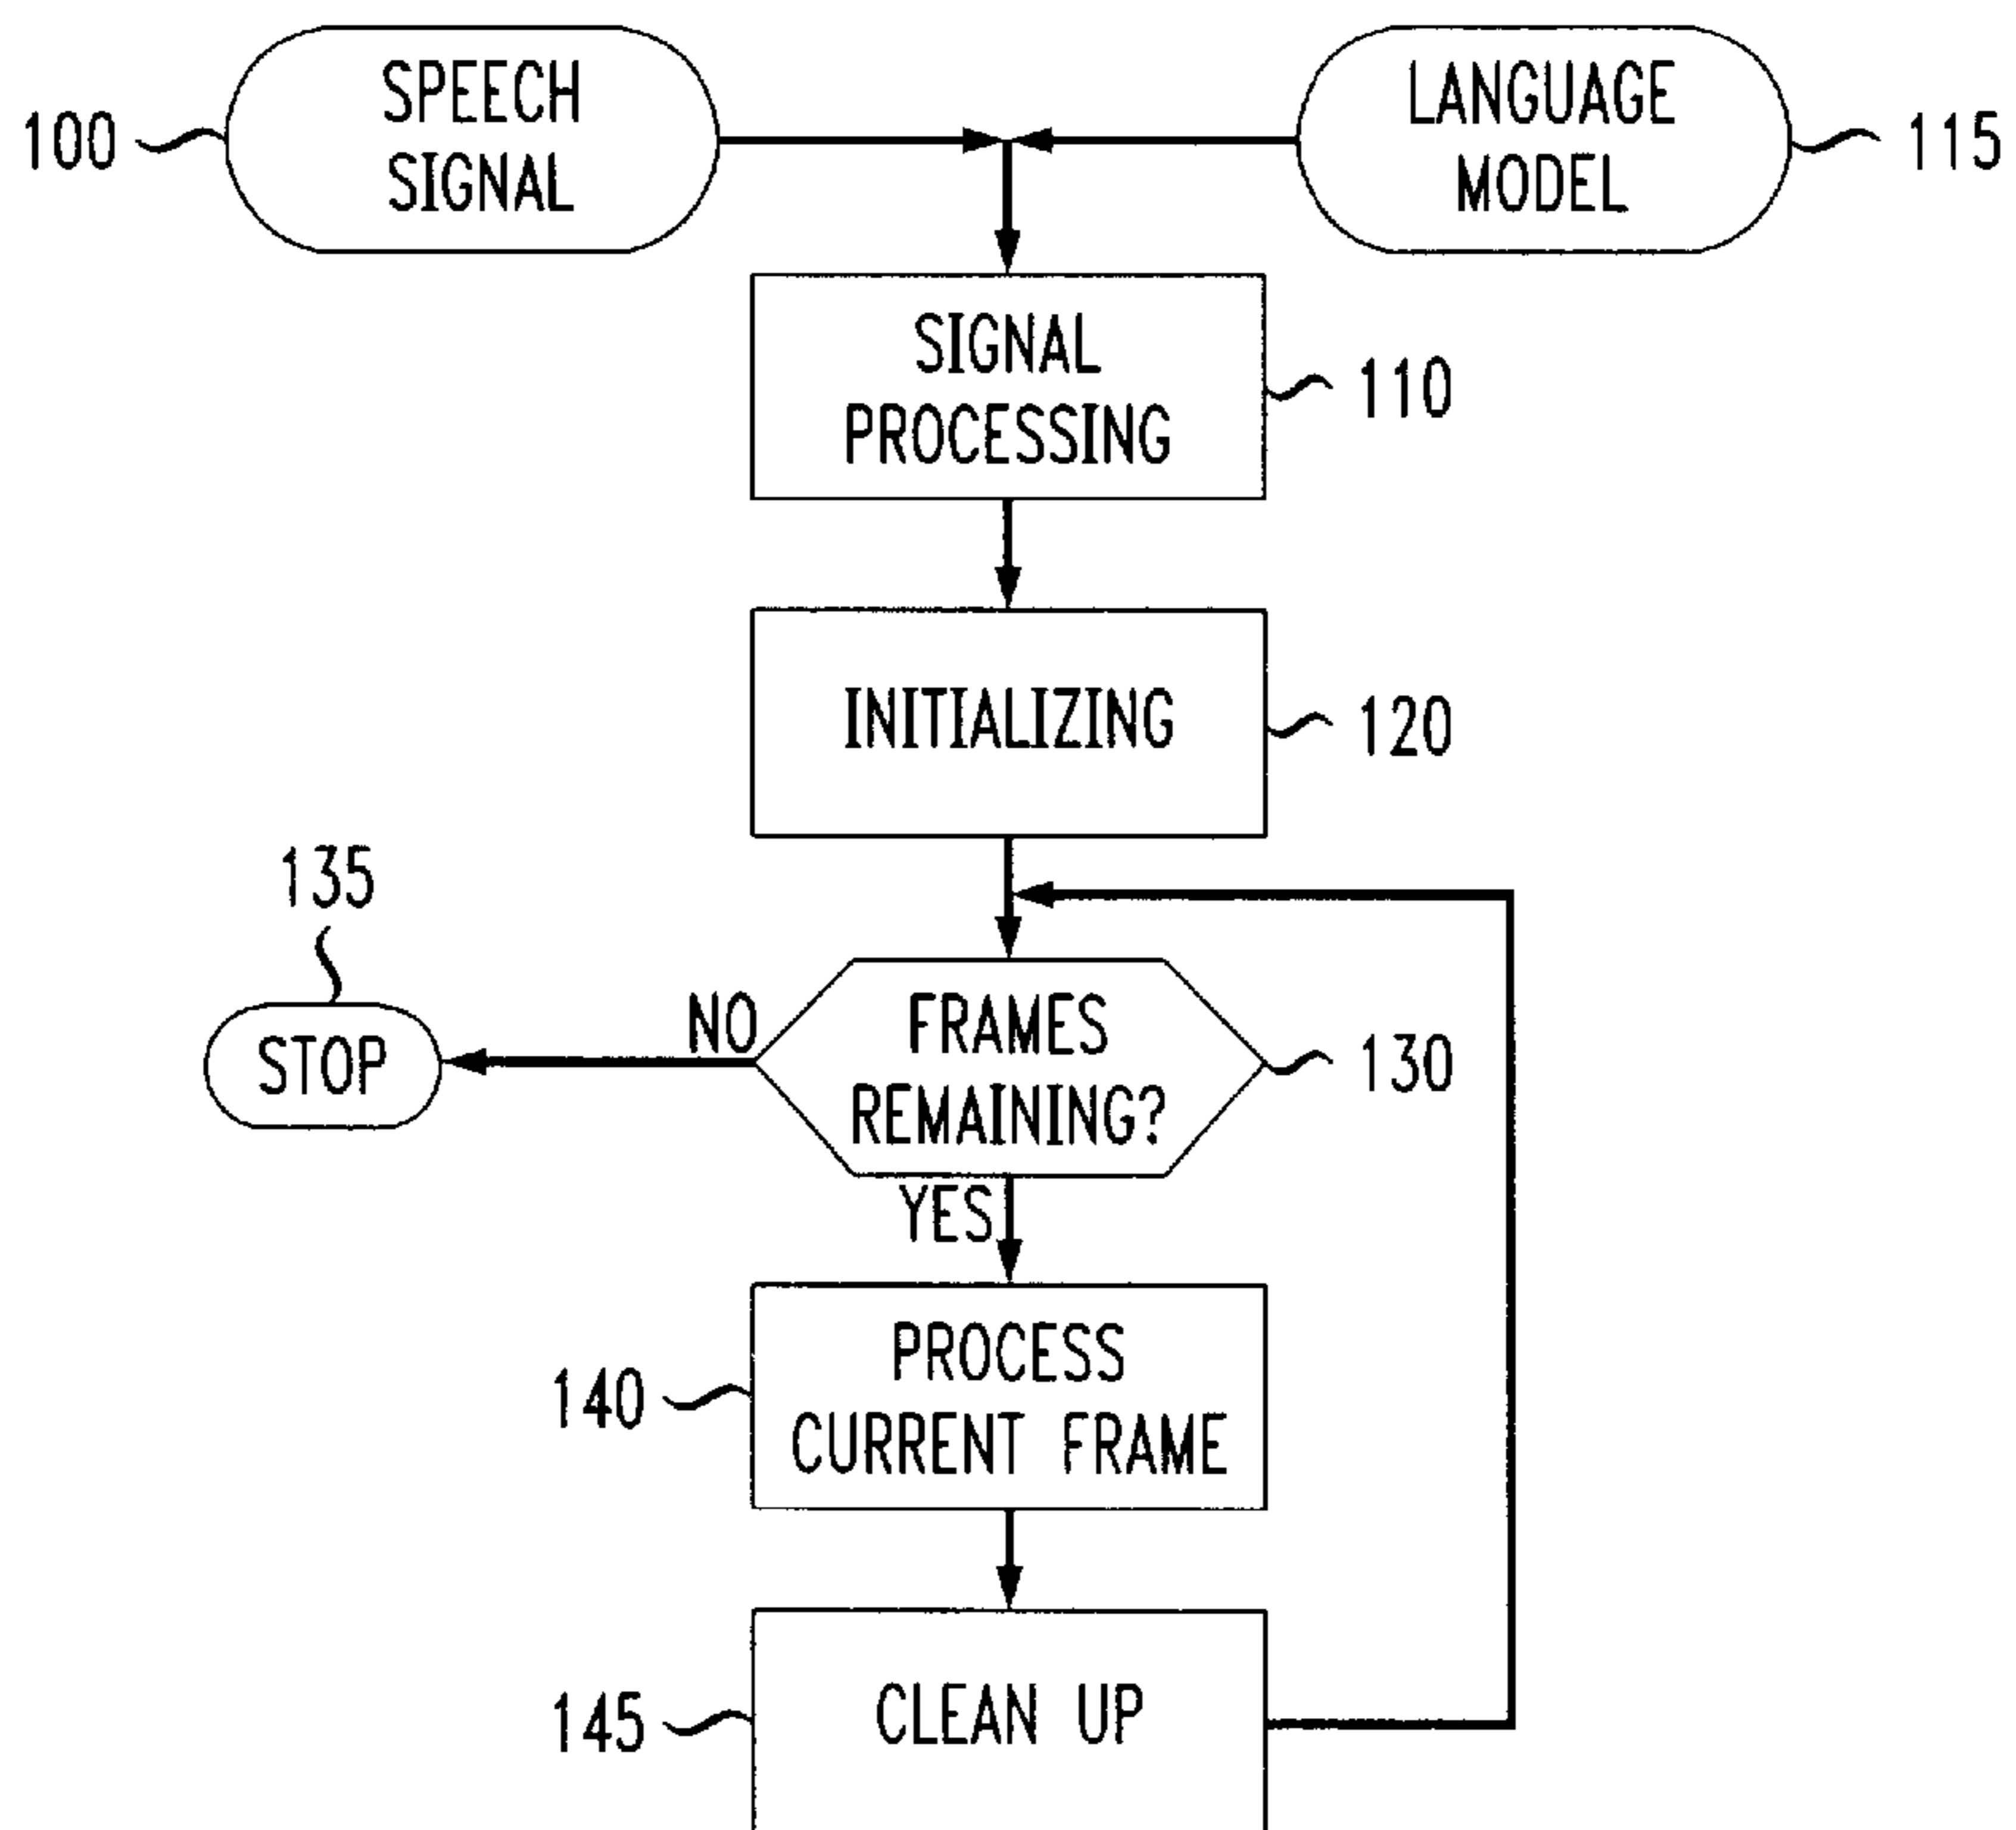 SPEECH
SIGNAL
100
LANGUAGE
MODEL
115
SIGNAL
PROCESSING
110
INITIALIZING
120
135
STOP
NO
FRAMES
REMAINING?
130
YES
PROCESS
CURRENT FRAME
140
CLEAN UP
145